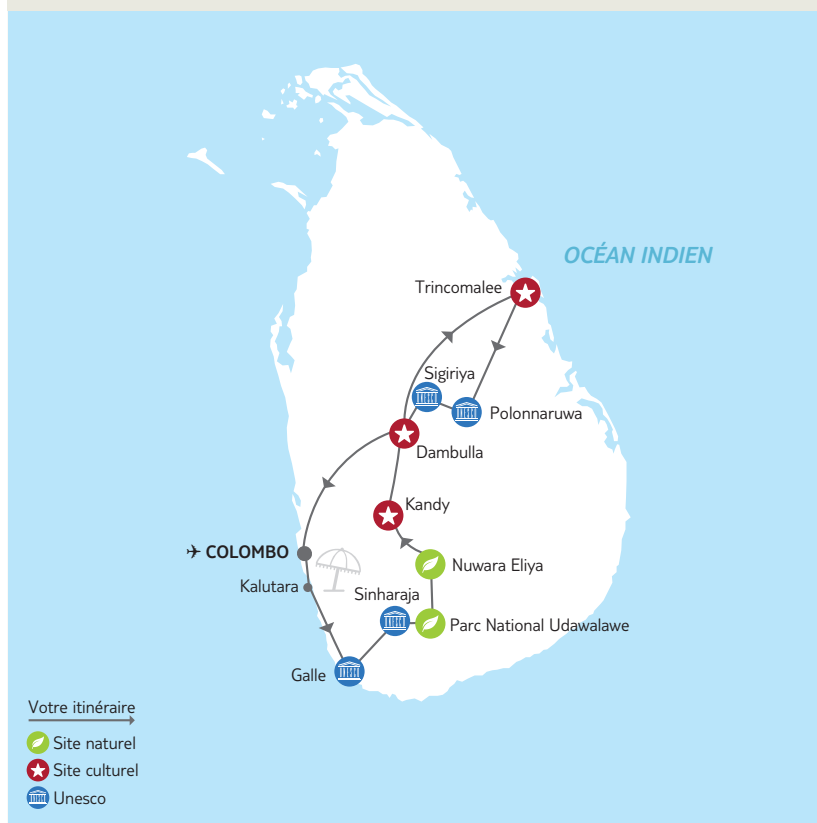 OCÉAN INDIEN
Trincomalee
Sigiriya
Polonnaruwa
Dambulla
Kandy
COLOMBO
Nuwara Eliya
Kalutara
Sinharaja
Parc National Udawalawe
Galle
Votre itinéraire
Site naturel
Site culturel
Unesco